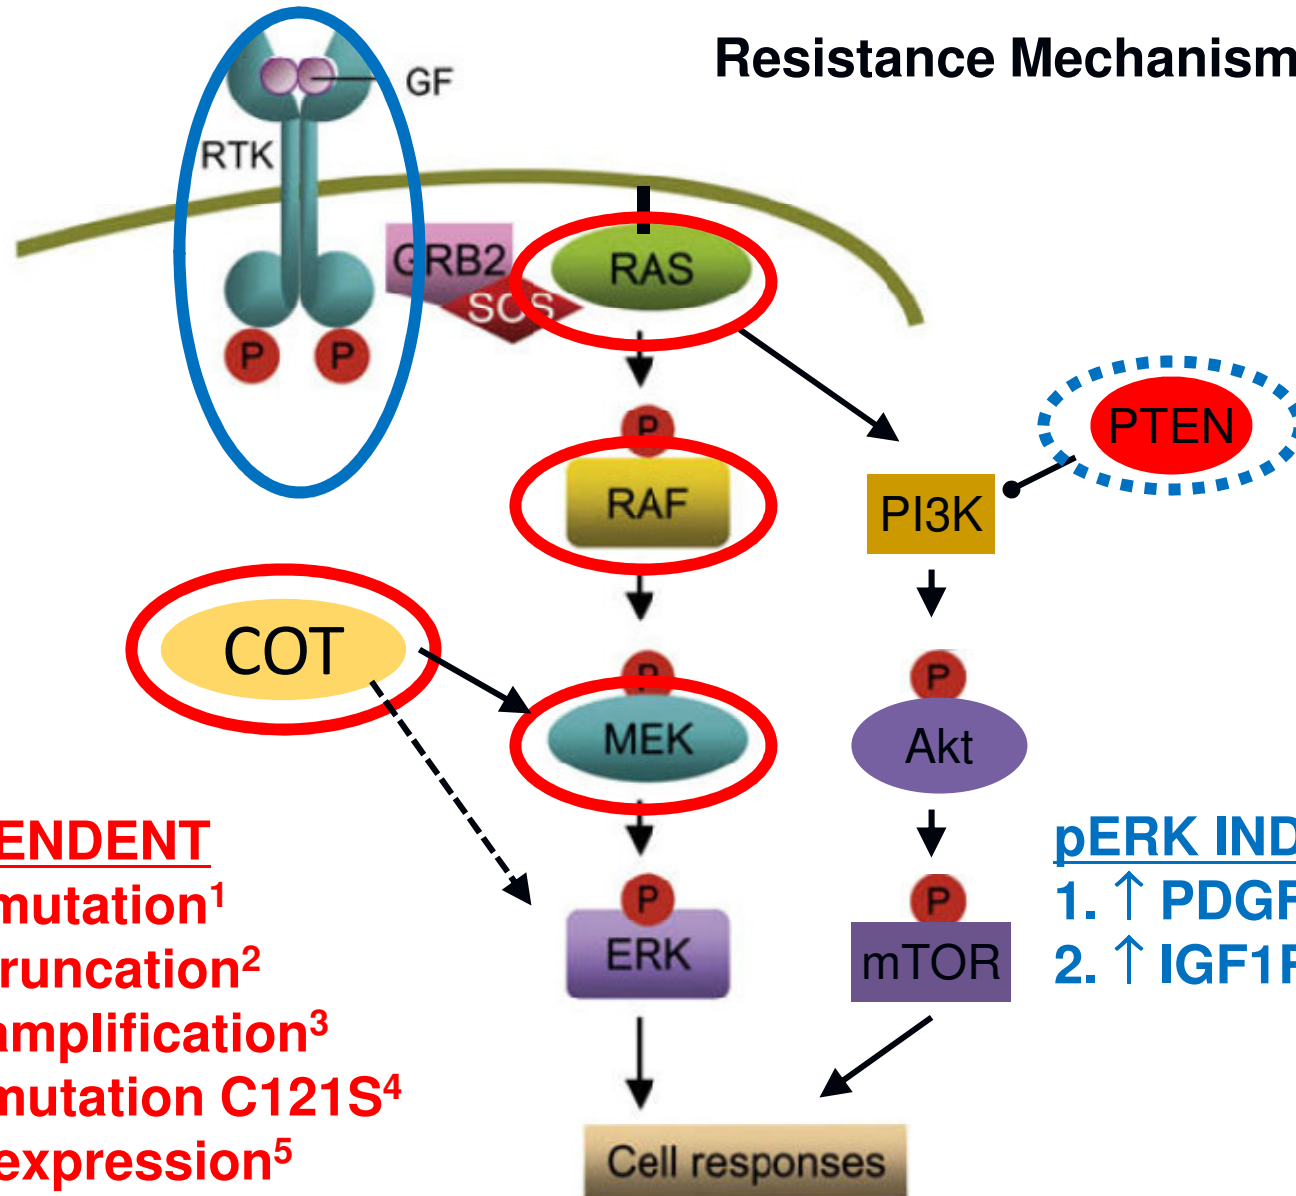 Resistance Mechanism
GF
RTK
GRB2
SOS
RAS
P P
P
PTEN
RAF
PI3K
COT
P
P
MEK
Akt
ENDENT
mutation¹
runcation²
amplification³
mutation C121S⁴
expression⁵
pERK IND
1. ↑ PDGF
2. ↑ IGF1R
P
P
ERK
mTOR
Cell responses